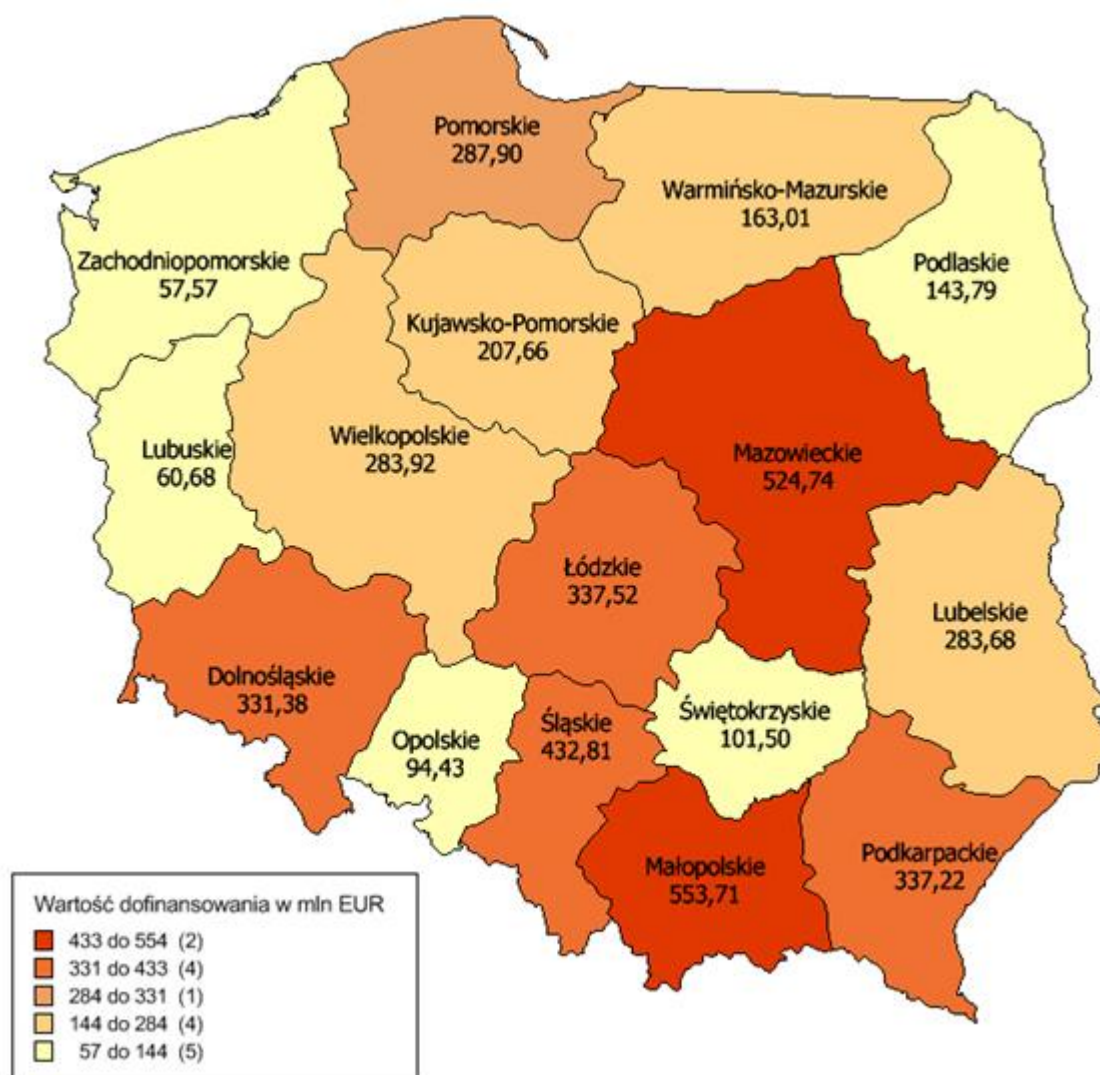 Pomorskie
287,90
Warmińsko-Mazurskie
163,01
Zachodniopomorskie
57,57
Podlaskie
143,79
Kujawsko-Pomorskie
207,66
Wielkopolskie
283,92
Lubuskie
60,68
Mazowieckie
524,74
Łódzkie
337,52
Lubelskie
283,68
Dolnośląskie
331,38
Opolskie
94,43
Śląskie
432,81
Świętokrzyskie
101,50
Małopolskie
553,71
Podkarpackie
337,22
Wartość dofinansowania w mln EUR
433 do 554 (2)
331 do 433 (4)
284 do 331 (1)
144 do 284 (4)
57 do 144 (5)